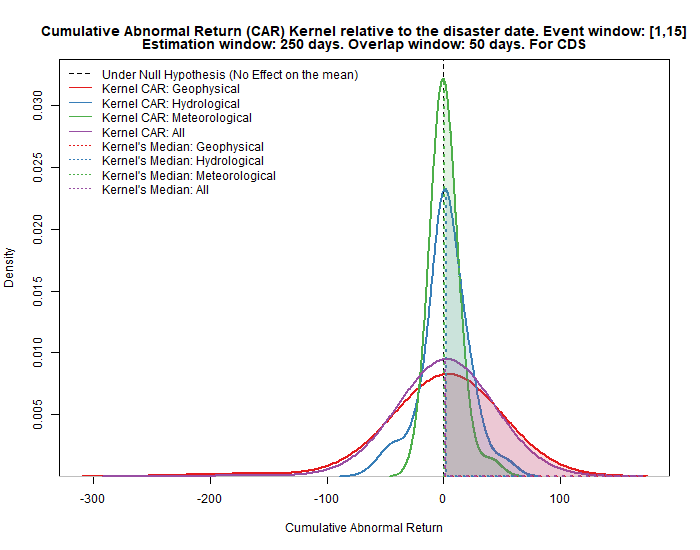 Cumulative Abnormal Return (CAR) Kernel relative to the disaster date. Event window: [1,15]
Estimation window: 250 days. Overlap window: 50 days. For CDS
Under Null Hypothesis (No Effect on the mean)
Kernel CAR: Geophysical
Kernel CAR: Hydrological
Kernel CAR: Meteorological
Kernel CAR: All
Kernel's Median: Geophysical
Kernel's Median: Hydrological
Kernel's Median: Meteorological
Kernel's Median: All
Density
0.030
0.025
0.020
0.015
0.010
0.005
-300
-200
-100
0
100
Cumulative Abnormal Return